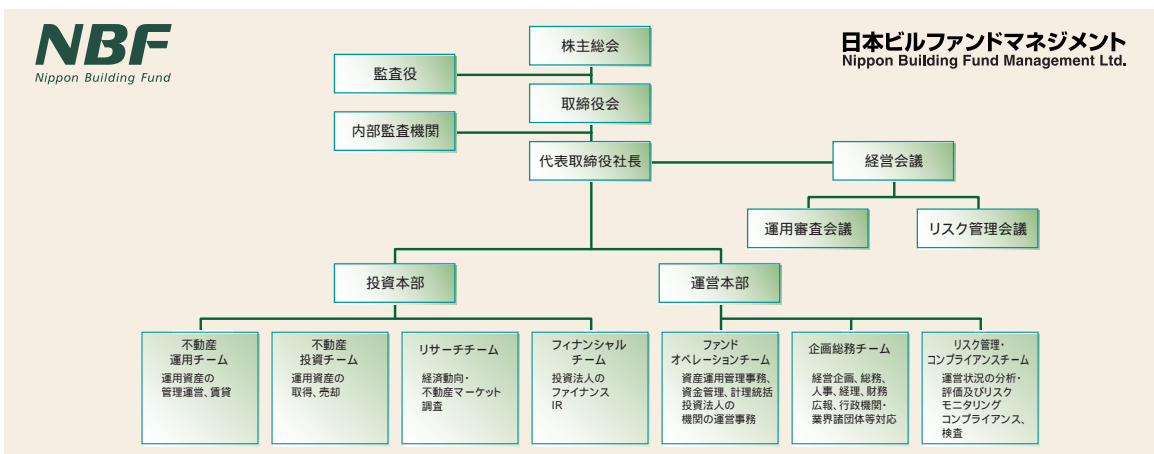 NBF
Nippon Building Fund
日本ビルファンドマネジメント
Nippon Building Fund Management Ltd.
株主総会
監査役
取締役会
内部監査機関
代表取締役社長
経営会議
運用審査会議
リスク管理会議
投資本部
運営本部
不動産
運用チーム
運用資産の
管理運営、賃貸
不動産
投資チーム
運用資産の
取得、売却
リサーチチーム
経済動向・
不動産マーケット
調査
フィナンシャル
チーム
投資法人の
ファイナンス
IR
ファンド
オペレーションチーム
資産運用管理事務、
資金管理、計理統括
投資法人の
機関の運営事務
企画総務チーム
経営企画、総務、
人事、経理、財務
広報、行政機関・
業界諸団体等対応
リスク管理・
コンプライアンスチーム
運営状況の分析・
評価及びリスク
モニタリング
コンプライアンス、
検査